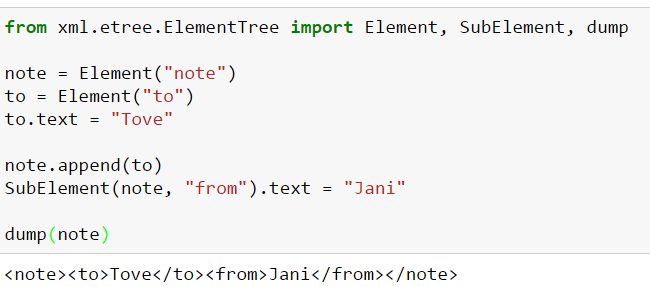 from xml.etree.ElementTree import Element, SubElement, dump
note = Element("note")
to = Element("to")
to.text = "Tove"
note.append(to)
SubElement(note, "from").text = "Jani"
dump(note)
<note><to>Tove</to><from>Jani</from></note>